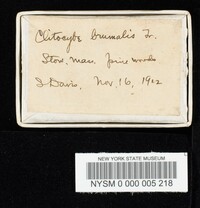 Clitocybe brumalis Fr.
Stow, Mass. Pine woods
S. Davis, Nov. 16, 1912
NEW YORK STATE MUSEUM
NYSM 0 000 005 218